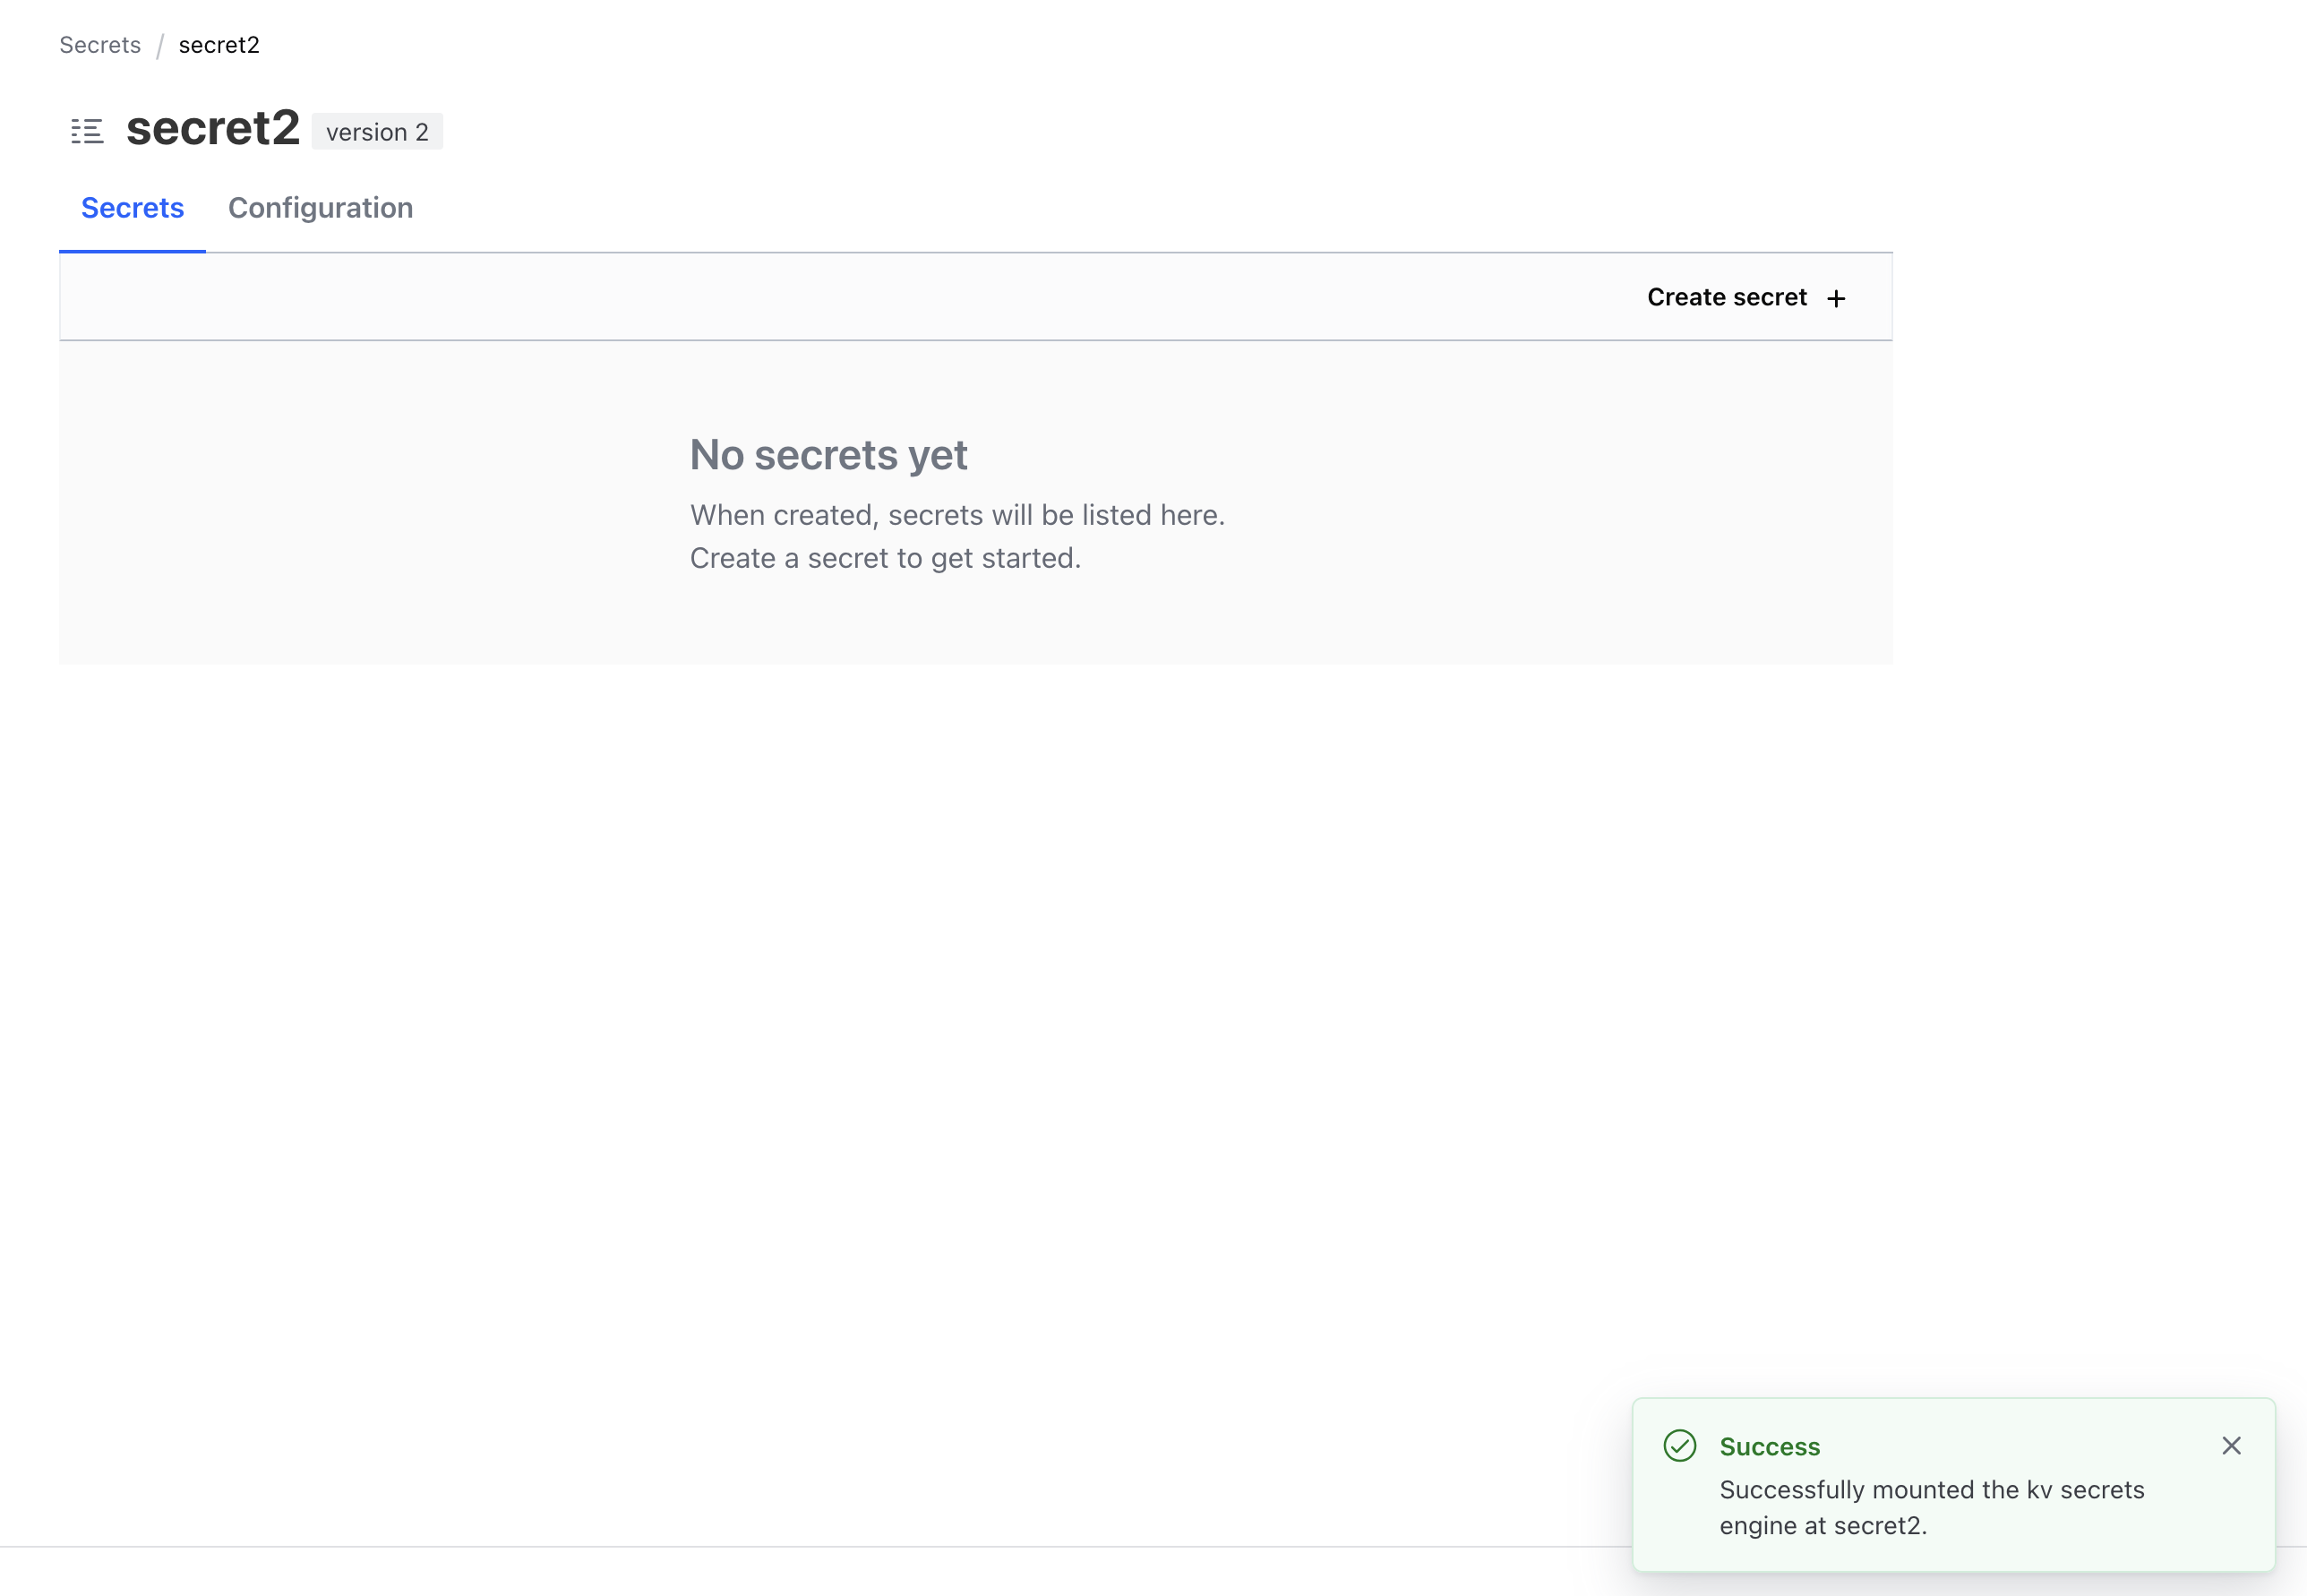 Secrets / secret2
secret2 version 2
Secrets Configuration
Create secret +
No secrets yet
When created, secrets will be listed here.
Create a secret to get started.
Success
Successfully mounted the kv secrets
engine at secret2.